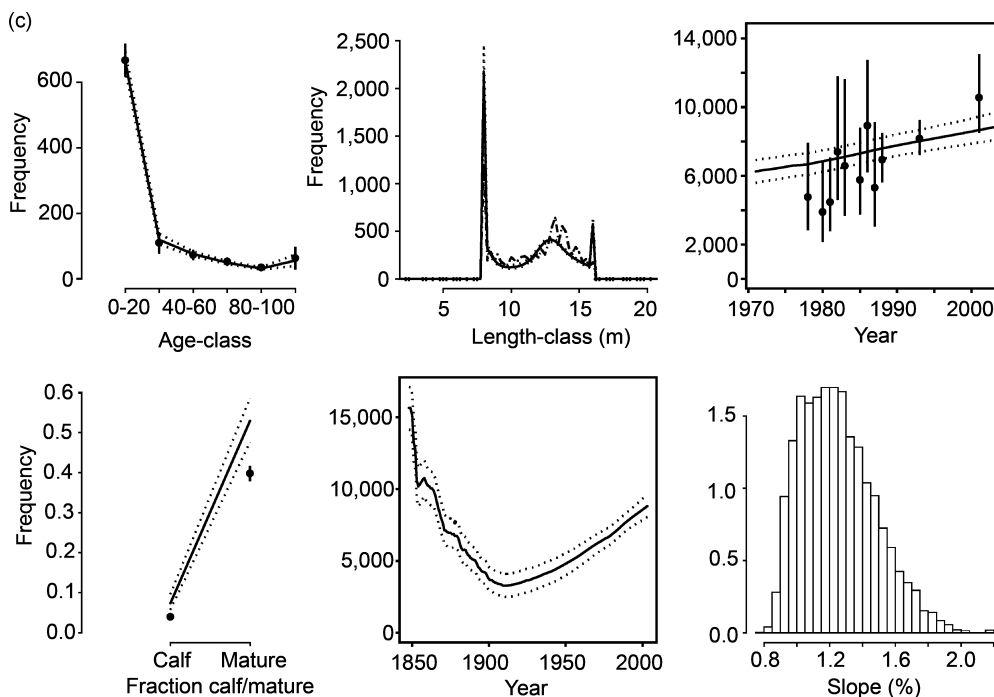 (c)
Frequency
600
400
200
0
0-20 40-60 80-100
Age-class
Frequency
2,500
2,000
1,500
1,000
500
0
5 10 15 20
Length-class (m)
14,000
10,000
6,000
2,000
0
1970 1980 1990 2000
Year
Frequency
0.6
0.5
0.4
0.3
0.2
0.1
0.0
Calf Mature
Fraction calf/mature
15,000
10,000
5,000
0
1850 1900 1950 2000
Year
1.5
1.0
0.5
0.0
0.8 1.2 1.6 2.0
Slope (%)